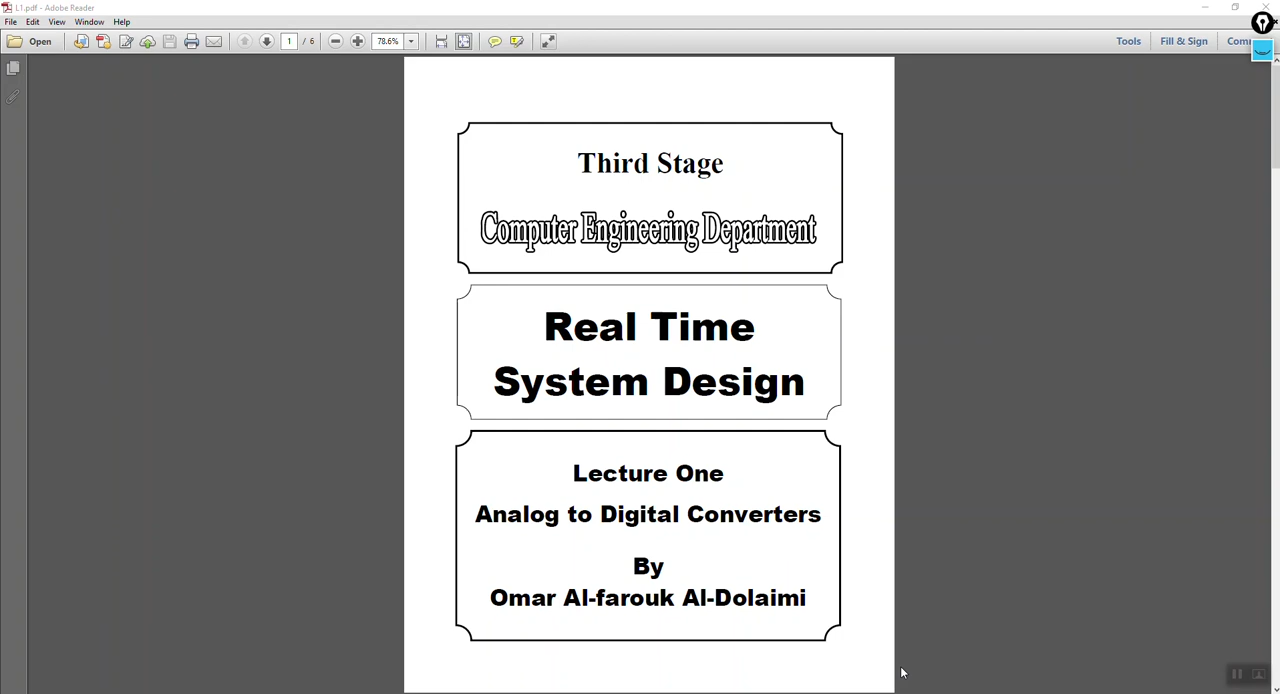 L1.pdf - Adobe Reader
File Edit View Window Help
Open 1 / 6 78.6% Tools Fill & Sign
Third Stage
Computer Engineering Department
Real Time
System Design
Lecture One
Analog to Digital Converters
By
Omar Al-farouk Al-Dolaimi